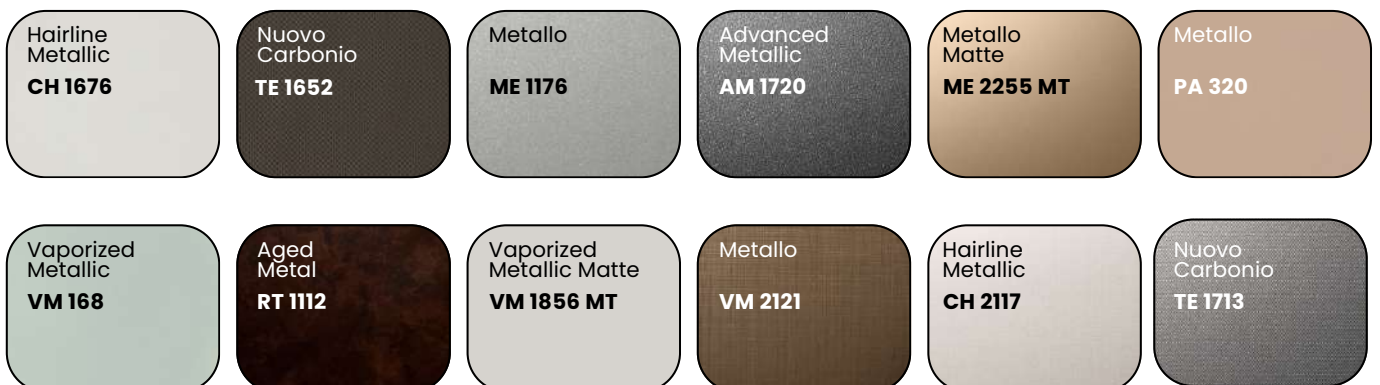 Hairline
Metallic
CH 1676
Nuovo
Carbonio
TE 1652
Metallo
ME 1176
Advanced
Metallic
AM 1720
Metallo
Matte
ME 2255 MT
Metallo
PA 320
Vaporized
Metallic
VM 168
Aged
Metal
RT 1112
Vaporized
Metallic Matte
VM 1856 MT
Metallo
VM 2121
Hairline
Metallic
CH 2117
Nuovo
Carbonio
TE 1713